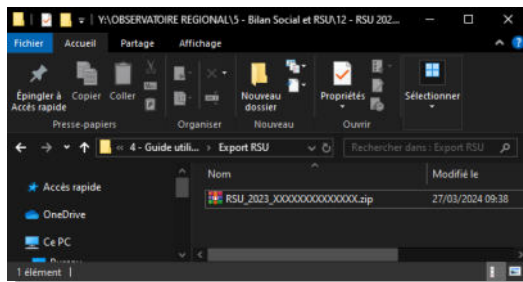 Y:\OBSERVATOIRE REGIONAL\5 - Bilan Social et RSU\12 - RSU 202...
Fichier Accueil Partage Affichage
Épingler à Accès rapide
Copier
Coller
Nouveau dossier
Propriétés
Sélectionner
Presse-papiers Organiser Nouveau Ouvrir
« 4 - Guide utili... › Export RSU
Rechercher dans : Export RSU
Nom Modifié le
Accès rapide
RSU_2023_XXXXXXXXXXXXXX.zip 27/03/2024 09:38
OneDrive
Ce PC
1 élément